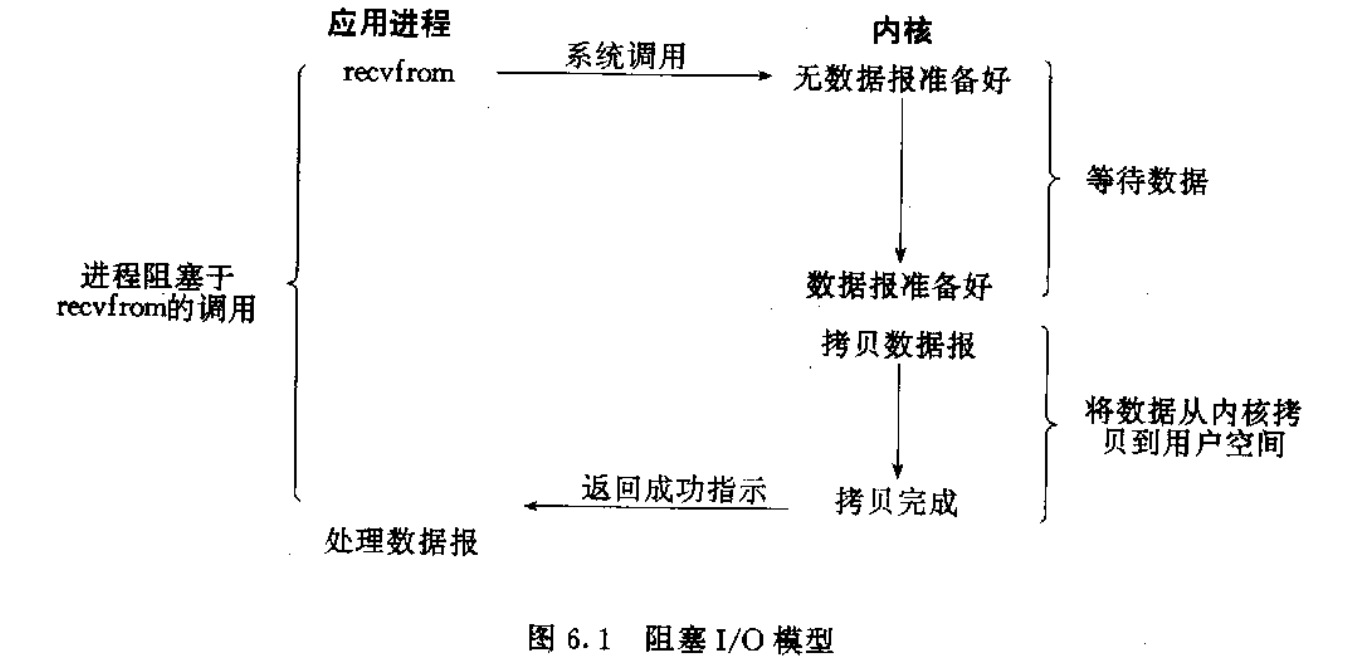 应用进程
内核
recvfrom
系统调用
无数据报准备好
等待数据
进程阻塞于
recvfrom的调用
数据报准备好
拷贝数据报
将数据从内核拷
贝到用户空间
返回成功指示
拷贝完成
处理数据报
图 6.1 阻塞 I/O 模型